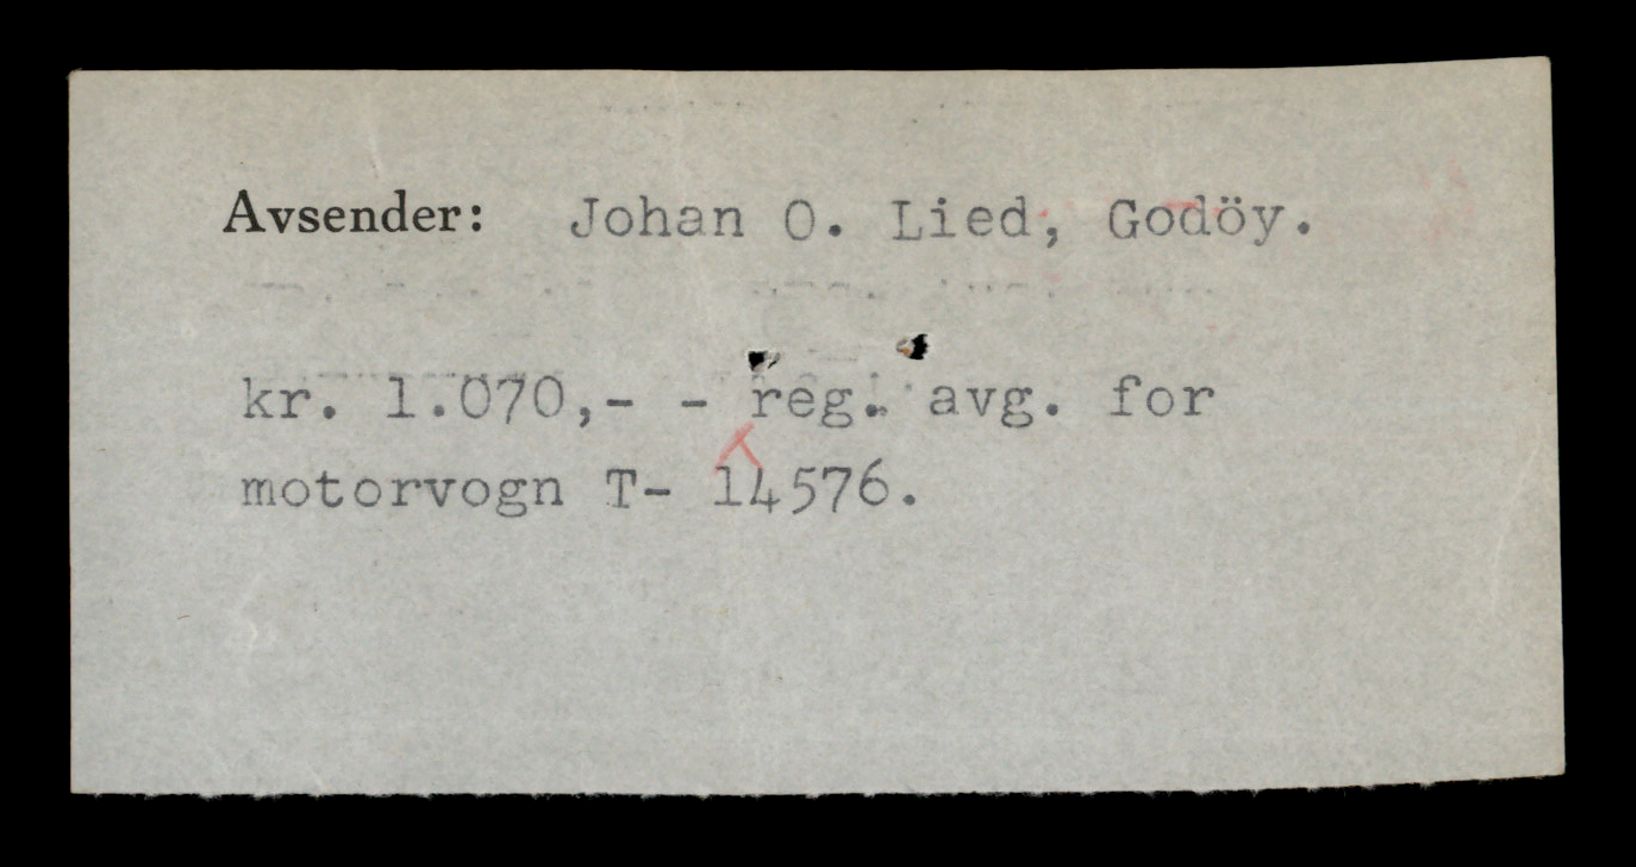 Avsender: Johan O. Lied, Godöy.
kr. 1.070,- - reg. avg. for
motorvogn T- 14576.